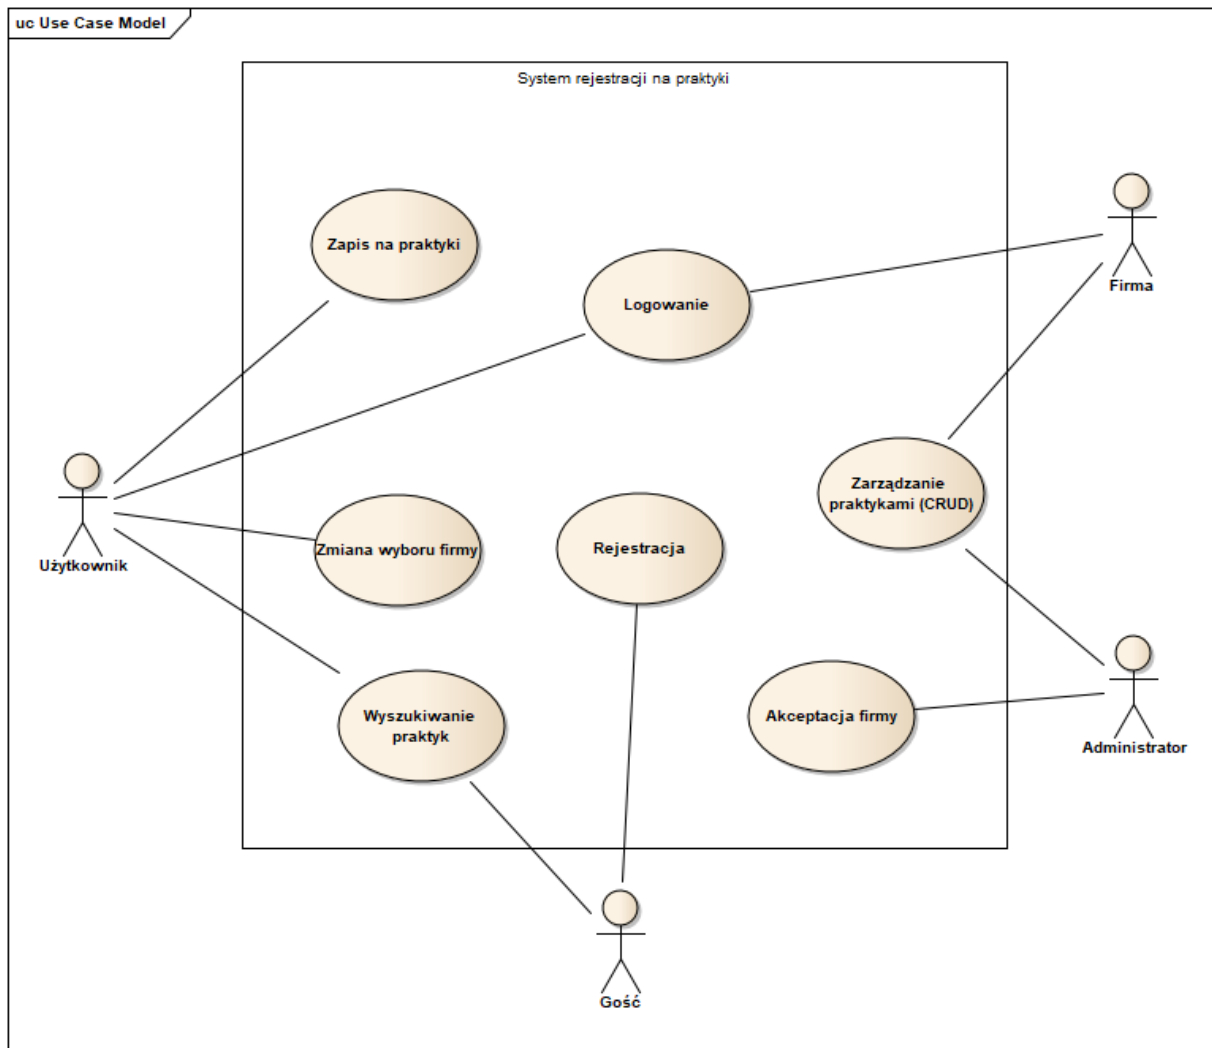 uc Use Case Model
System rejestracji na praktyki
Zapis na praktyki
Logowanie
Firma
Zarządzanie
praktykami (CRUD)
Użytkownik
Zmiana wyboru firmy
Rejestracja
Wyszukiwanie
praktyk
Akceptacja firmy
Administrator
Gość